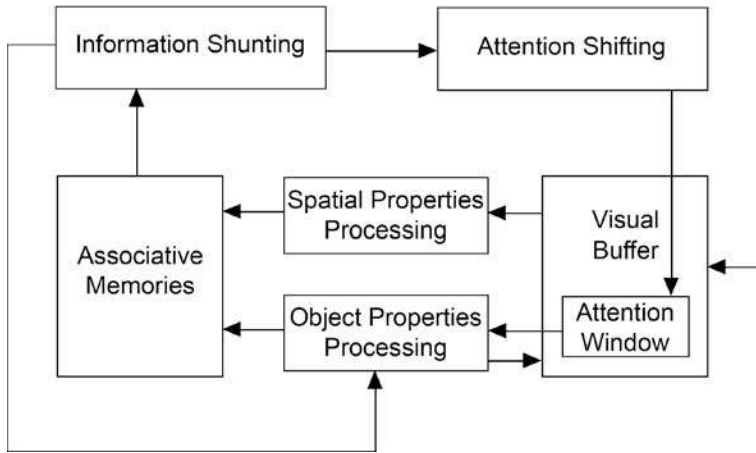 Information Shunting
Attention Shifting
Spatial Properties
Processing
Visual
Buffer
Associative
Memories
Object Properties
Processing
Attention
Window